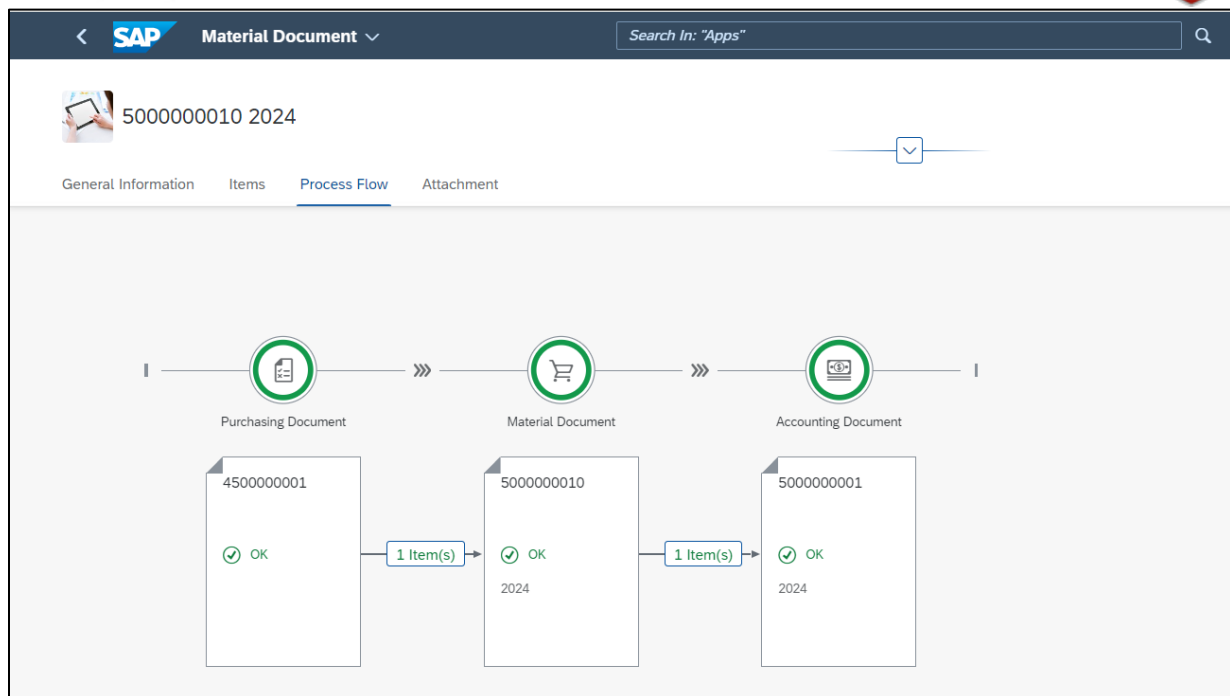 SAP Material Document Search In: "Apps"
5000000010 2024
General Information Items Process Flow Attachment
Purchasing Document Material Document Accounting Document
4500000001 5000000010 5000000001
OK 1 Item(s) OK 1 Item(s) OK
2024 2024